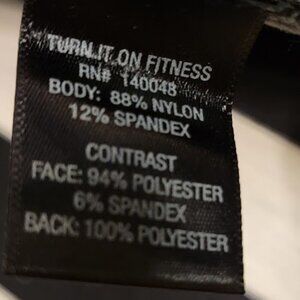 TURN IT ON FITNESS
RN# 140048
BODY: 88% NYLON
12% SPANDEX
CONTRAST
FACE: 94% POLYESTER
6% SPANDEX
BACK: 100% POLYESTER